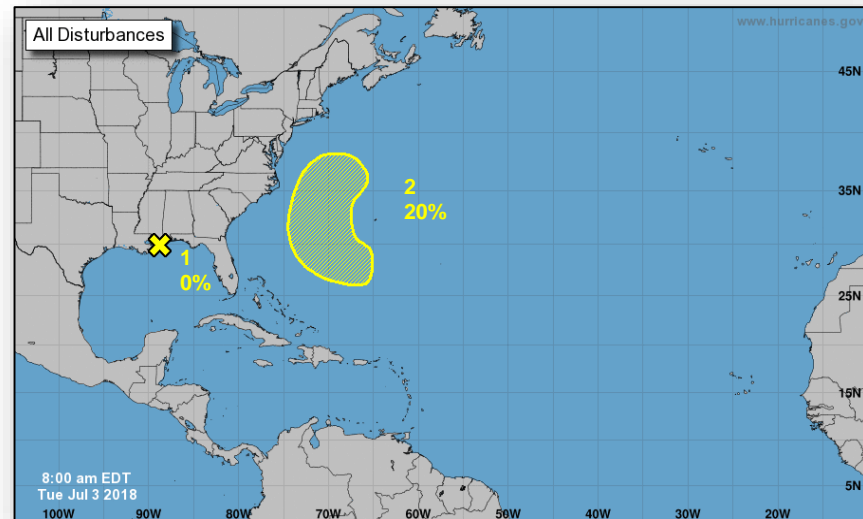 All Disturbances
www.hurricanes.gov
45N
2
20%
35N
1
0%
25N
15N
8:00 am EDT
Tue Jul 3 2018
5N
100W 90W 80W 70W 60W 50W 40W 30W 20W 10W